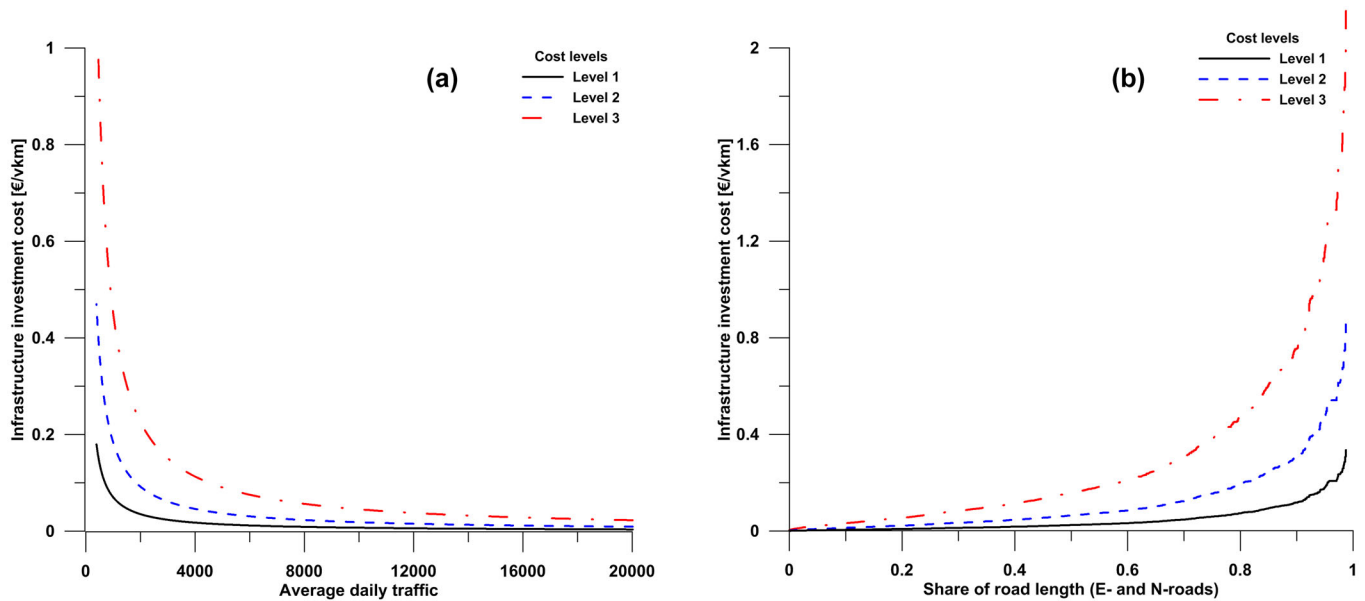 Infrastructure investment cost [€/vkm]
1
0.8
0.6
0.4
0.2
0
0
4000
8000
12000
16000
20000
Average daily traffic
(a)
Cost levels
Level 1
Level 2
Level 3
Infrastructure investment cost [€/vkm]
2
1.6
1.2
0.8
0.4
0
0
0.2
0.4
0.6
0.8
1
Share of road length (E- and N-roads)
(b)
Cost levels
Level 1
Level 2
Level 3